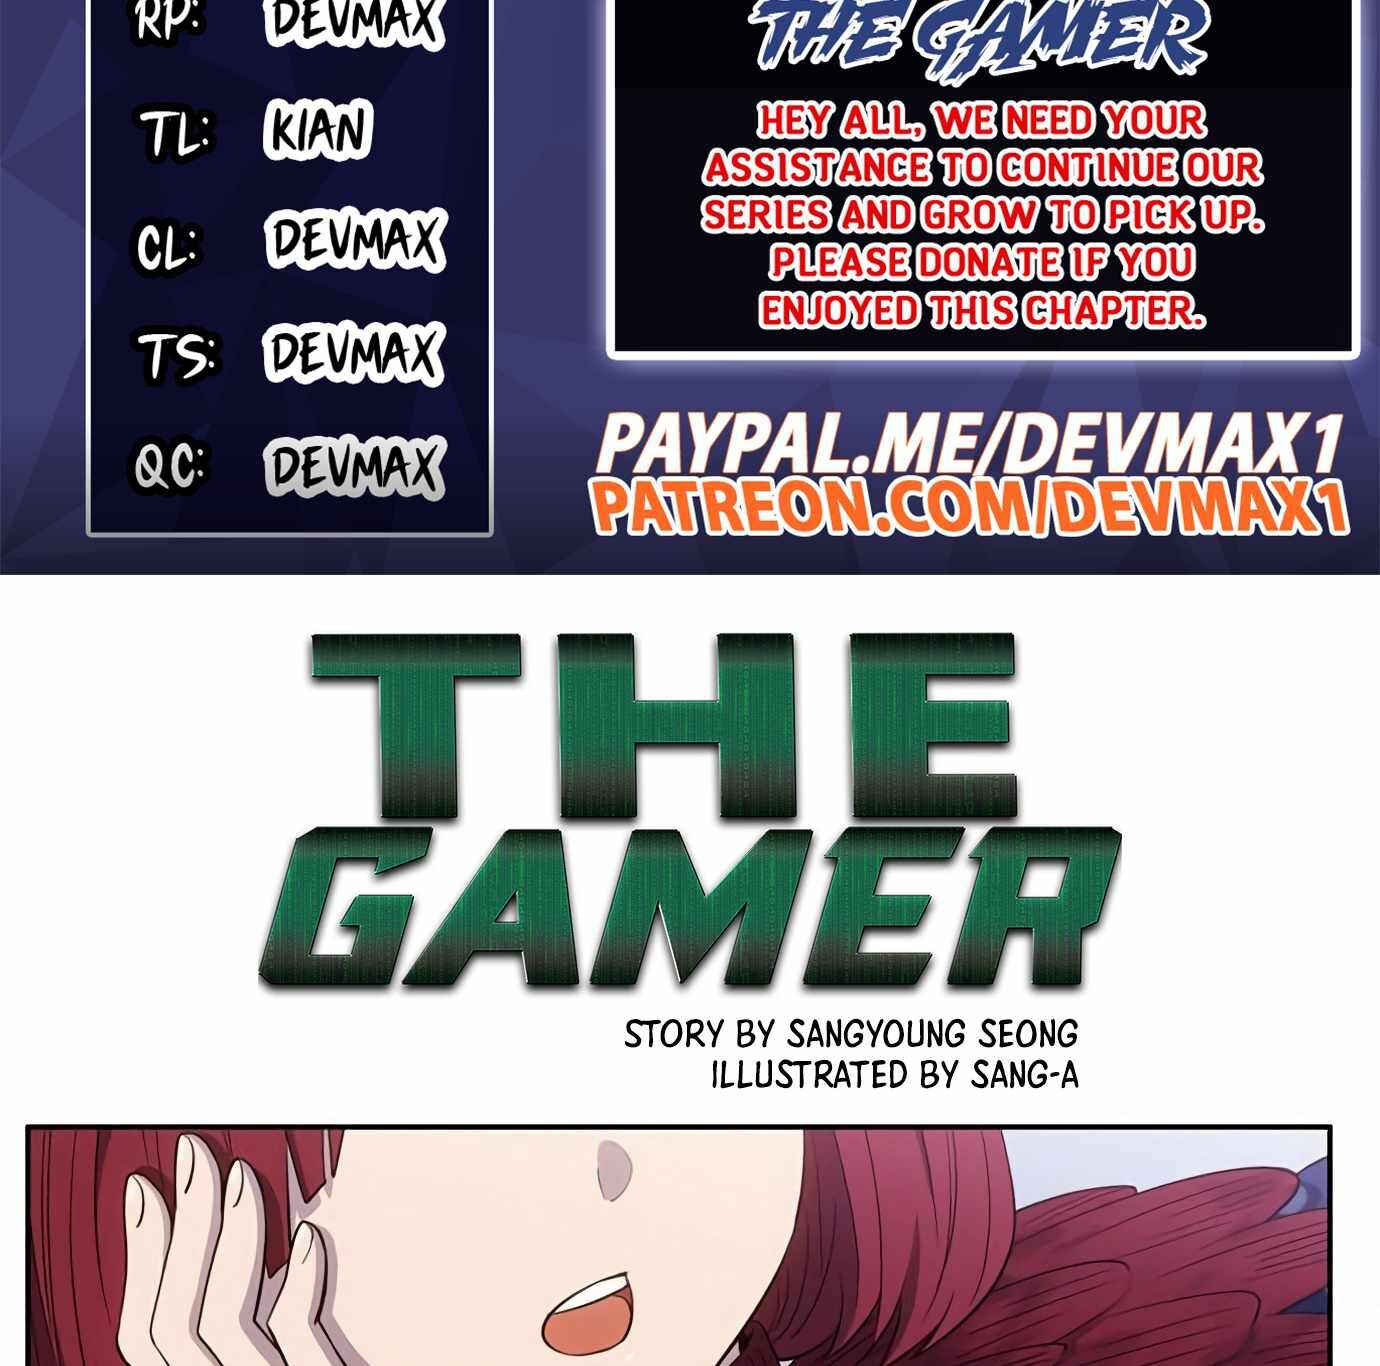 RP: DEVMAX
TL: KIAN
CL: DEVMAX
TS: DEVMAX
QC: DEVMAX
THE GAMER
HEY ALL, WE NEED YOUR
ASSISTANCE TO CONTINUE OUR
SERIES AND GROW TO PICK UP.
PLEASE DONATE IF YOU
ENJOYED THIS CHAPTER.
PAYPAL.ME/DEVMAX1
PATREON.COM/DEVMAX1
THE
GAMER
STORY BY SANGYOUNG SEONG
ILLUSTRATED BY SANG-A